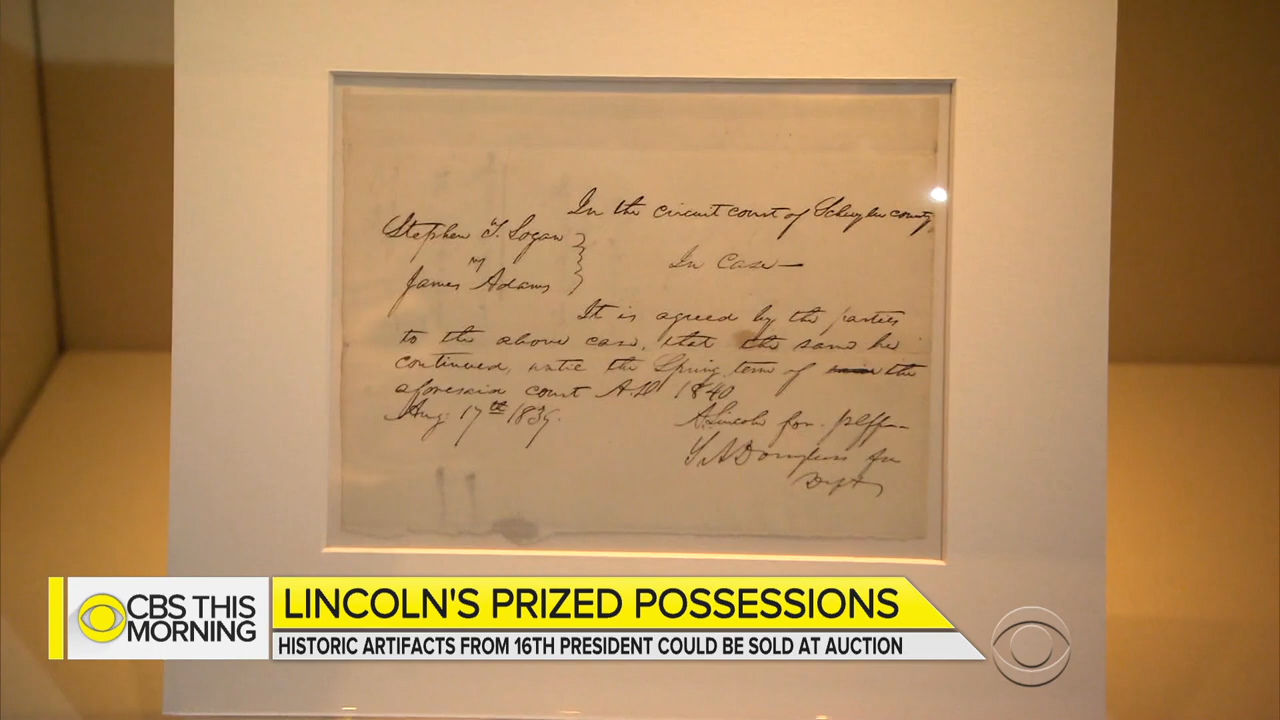 In the circuit court of Schuyler county
Stephen T. Logan
vs
James Adams
In Case—
It is agreed by the parties
to the above case, that the same be
continued, until the Spring term of the
aforesaid court A.D. 1840
Aug: 17th 1839.
A. Lincoln for. plff—
S A Douglass for
Deft
CBS THIS
MORNING
LINCOLN'S PRIZED POSSESSIONS
HISTORIC ARTIFACTS FROM 16TH PRESIDENT COULD BE SOLD AT AUCTION